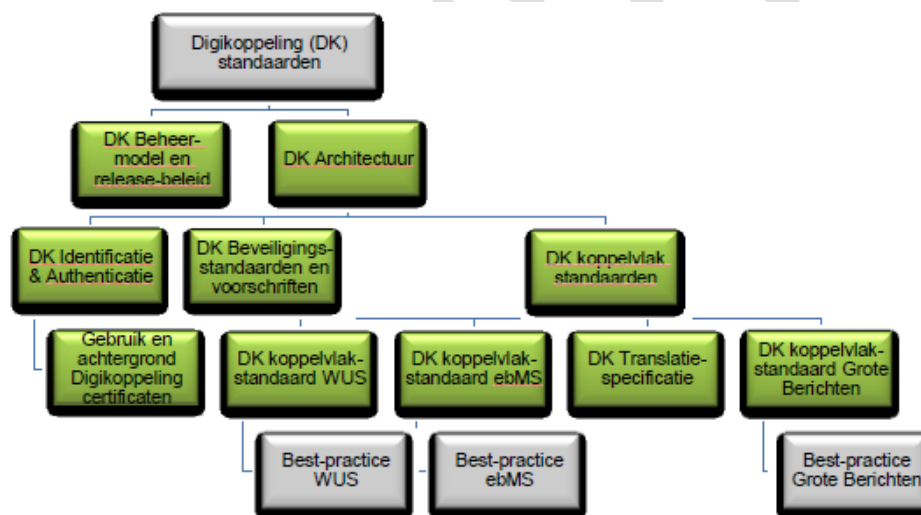 Digikoppeling (DK)
standaarden
DK Beheer-
model en
release-beleid
DK Architectuur
DK Identificatie
& Authenticatie
DK Beveiligings-
standaarden en
voorschriften
DK koppelvlak
standaarden
Gebruik en
achtergrond
Digikoppeling
certificaten
DK koppelvlak-
standaard WUS
DK koppelvlak-
standaard ebMS
DK Translatie-
specificatie
DK koppelvlak-
standaard Grote
Berichten
Best-practice
WUS
Best-practice
ebMS
Best-practice
Grote Berichten